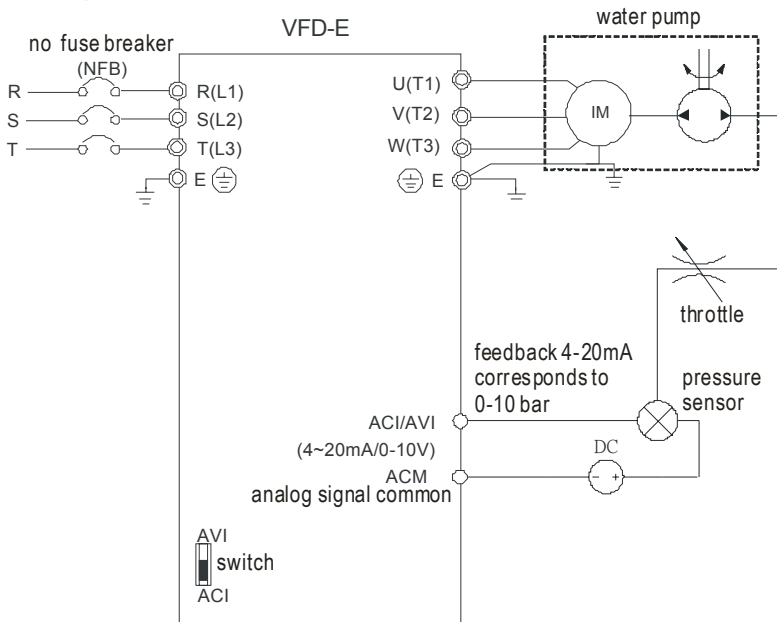 water pump
VFD-E
no fuse breaker
(NFB)
R
R(L1)
U(T1)
S
S(L2)
V(T2)
IM
T
T(L3)
W(T3)
E
E
throttle
feedback 4-20mA
corresponds to
0-10 bar
pressure
sensor
ACI/AVI
(4~20mA/0-10V)
DC
ACM
- +
analog signal common
AVI
switch
ACI